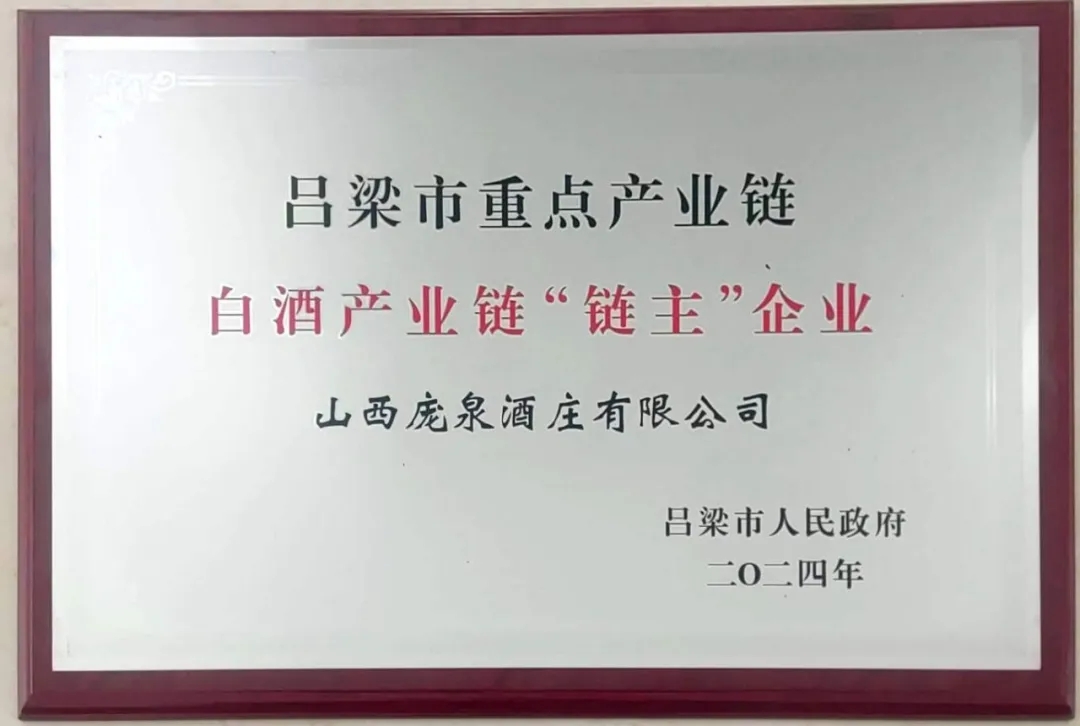 吕梁市重点产业链
白酒产业链“链主”企业
山西庞泉酒庄有限公司
吕梁市人民政府
二〇二四年